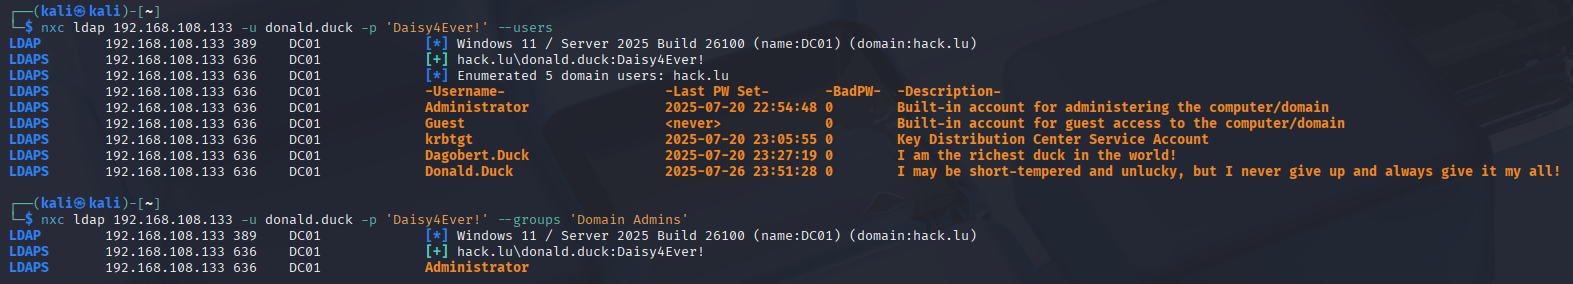 ┌──(kali㉿kali)-[~]
└─$ nxc ldap 192.168.108.133 -u donald.duck -p 'Daisy4Ever!' --users
LDAP 192.168.108.133 389 DC01 [*] Windows 11 / Server 2025 Build 26100 (name:DC01) (domain:hack.lu)
LDAPS 192.168.108.133 636 DC01 [+] hack.lu\donald.duck:Daisy4Ever!
LDAPS 192.168.108.133 636 DC01 [*] Enumerated 5 domain users: hack.lu
LDAPS 192.168.108.133 636 DC01 -Username- -Last PW Set- -BadPW- -Description-
LDAPS 192.168.108.133 636 DC01 Administrator 2025-07-20 22:54:48 0 Built-in account for administering the computer/domain
LDAPS 192.168.108.133 636 DC01 Guest <never> 0 Built-in account for guest access to the computer/domain
LDAPS 192.168.108.133 636 DC01 krbtgt 2025-07-20 23:05:55 0 Key Distribution Center Service Account
LDAPS 192.168.108.133 636 DC01 Dagobert.Duck 2025-07-20 23:27:19 0 I am the richest duck in the world!
LDAPS 192.168.108.133 636 DC01 Donald.Duck 2025-07-26 23:51:28 0 I may be short-tempered and unlucky, but I never give up and always give it my all!
┌──(kali㉿kali)-[~]
└─$ nxc ldap 192.168.108.133 -u donald.duck -p 'Daisy4Ever!' --groups 'Domain Admins'
LDAP 192.168.108.133 389 DC01 [*] Windows 11 / Server 2025 Build 26100 (name:DC01) (domain:hack.lu)
LDAPS 192.168.108.133 636 DC01 [+] hack.lu\donald.duck:Daisy4Ever!
LDAPS 192.168.108.133 636 DC01 Administrator